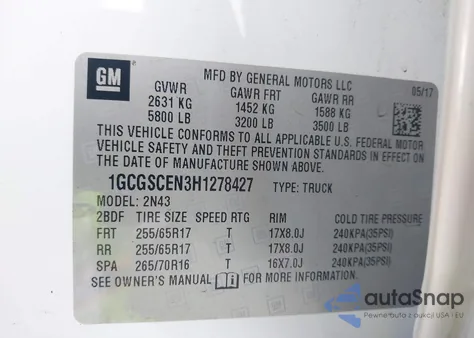 GM
MFD BY GENERAL MOTORS LLC 05/17
GVWR GAWR FRT GAWR RR
2631 KG 1452 KG 1588 KG
5800 LB 3200 LB 3500 LB
THIS VEHICLE CONFORMS TO ALL APPLICABLE U.S. FEDERAL MOTOR
VEHICLE SAFETY AND THEFT PREVENTION STANDARDS IN EFFECT ON
THE DATE OF MANUFACTURE SHOWN ABOVE.
1GCGSCEN3H1278427 TYPE: TRUCK
MODEL: 2N43
2BDF TIRE SIZE SPEED RTG RIM COLD TIRE PRESSURE
FRT 255/65R17 T 17X8.0J 240KPA(35PSI)
RR 255/65R17 T 17X8.0J 240KPA(35PSI)
SPA 265/70R16 T 16X7.0J 240KPA(35PSI)
SEE OWNER'S MANUAL FOR MORE INFORMATION.
autoSnap
Pewne auta z USA i EU